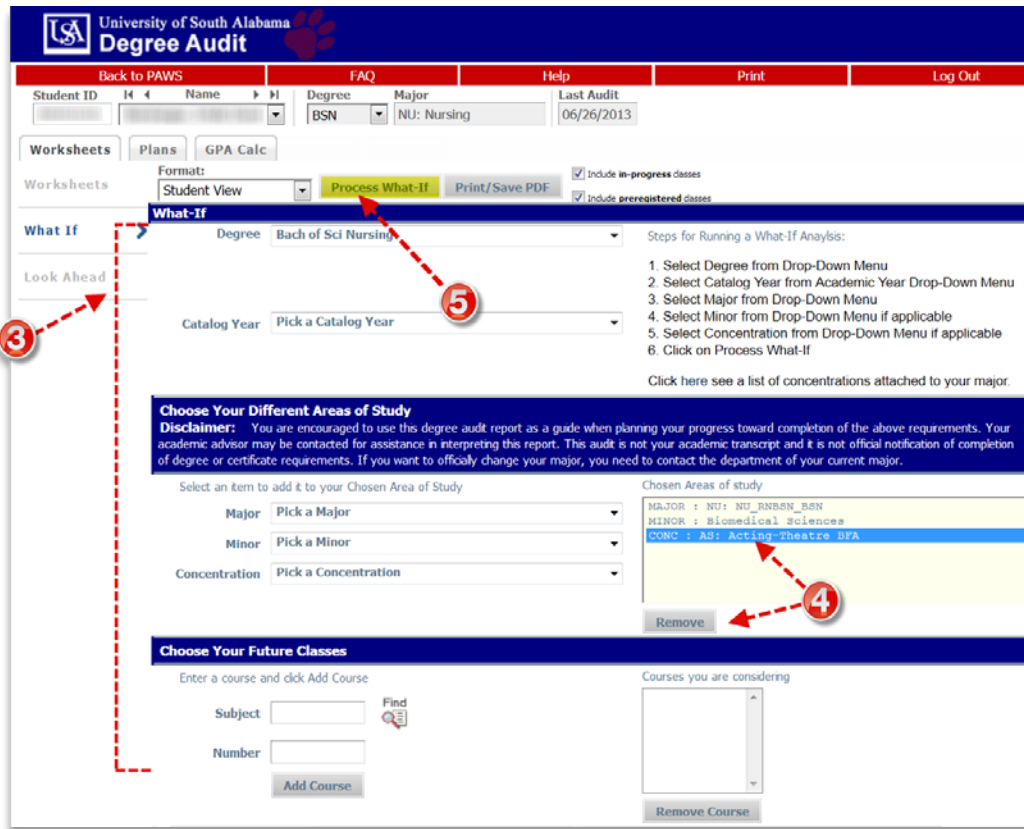 USA University of South Alabama
Degree Audit
Back to PAWS FAQ Help Print Log Out
Student ID Name Degree Major Last Audit
BSN NU: Nursing 06/26/2013
Worksheets Plans GPA Calc
Worksheets
Format:
Student View Process What-If Print/Save PDF
Include in-progress classes
Include preregistered classes
What If
Look Ahead
What-If
Degree Bach of Sci Nursing
Catalog Year Pick a Catalog Year
Steps for Running a What-If Anaylsis:
1. Select Degree from Drop-Down Menu
2. Select Catalog Year from Academic Year Drop-Down Menu
3. Select Major from Drop-Down Menu
4. Select Minor from Drop-Down Menu if applicable
5. Select Concentration from Drop-Down Menu if applicable
6. Click on Process What-If
Click here see a list of concentrations attached to your major.
5
3
Choose Your Different Areas of Study
Disclaimer: You are encouraged to use this degree audit report as a guide when planning your progress toward completion of the above requirements. Your
academic advisor may be contacted for assistance in interpreting this report. This audit is not your academic transcript and it is not official notification of completion
of degree or certificate requirements. If you want to officially change your major, you need to contact the department of your current major.
Select an item to add it to your Chosen Area of Study
Major Pick a Major
Minor Pick a Minor
Concentration Pick a Concentration
Chosen Areas of study
MAJOR : NU: NU_RNBSN_BSN
MINOR : Biomedical Sciences
CONC : AS: Acting-Theatre BFA
4
Remove
Choose Your Future Classes
Enter a course and click Add Course
Subject Find
Number
Add Course
Courses you are considering
Remove Course